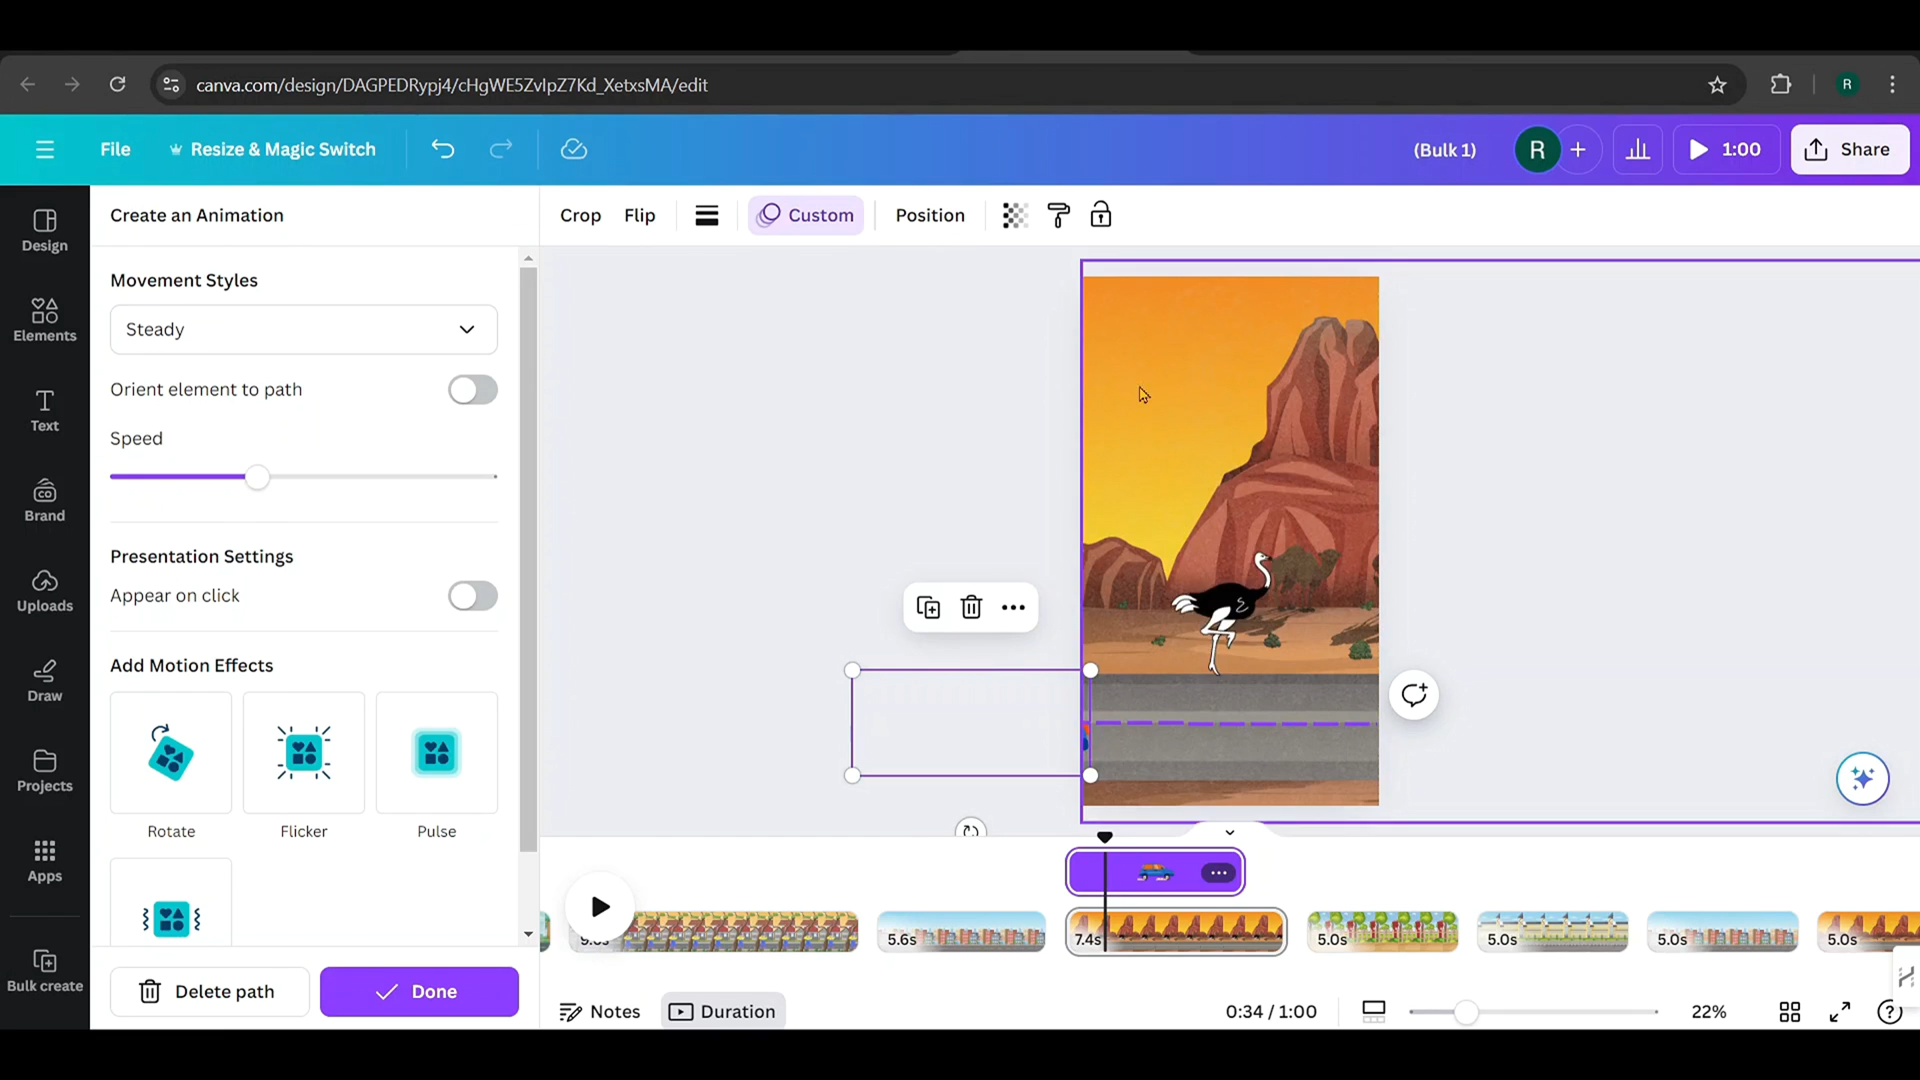 canva.com/design/DAGPEDRypj4/cHgWE5ZvIpZ7Kd_XetxsMA/edit
R
File
Resize & Magic Switch
(Bulk 1)
R
1:00
Share
Design
Elements
Text
Brand
Uploads
Draw
Projects
Apps
Bulk create
Create an Animation
Crop
Flip
Custom
Position
Movement Styles
Steady
Orient element to path
Speed
Presentation Settings
Appear on click
Add Motion Effects
Rotate
Flicker
Pulse
Delete path
Done
5.6s
7.4s
5.0s
5.0s
5.0s
5.0s
Notes
Duration
0:34 / 1:00
22%